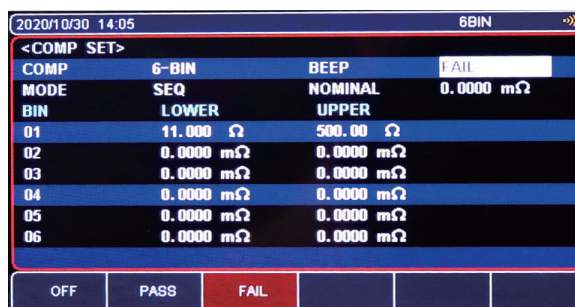 2020/10/30 14:05 6BIN
<COMP SET>
COMP 6-BIN BEEP FAIL
MODE SEQ NOMINAL 0.0000 mΩ
BIN LOWER UPPER
01 11.000 Ω 500.00 Ω
02 0.0000 mΩ 0.0000 mΩ
03 0.0000 mΩ 0.0000 mΩ
04 0.0000 mΩ 0.0000 mΩ
05 0.0000 mΩ 0.0000 mΩ
06 0.0000 mΩ 0.0000 mΩ
OFF PASS FAIL